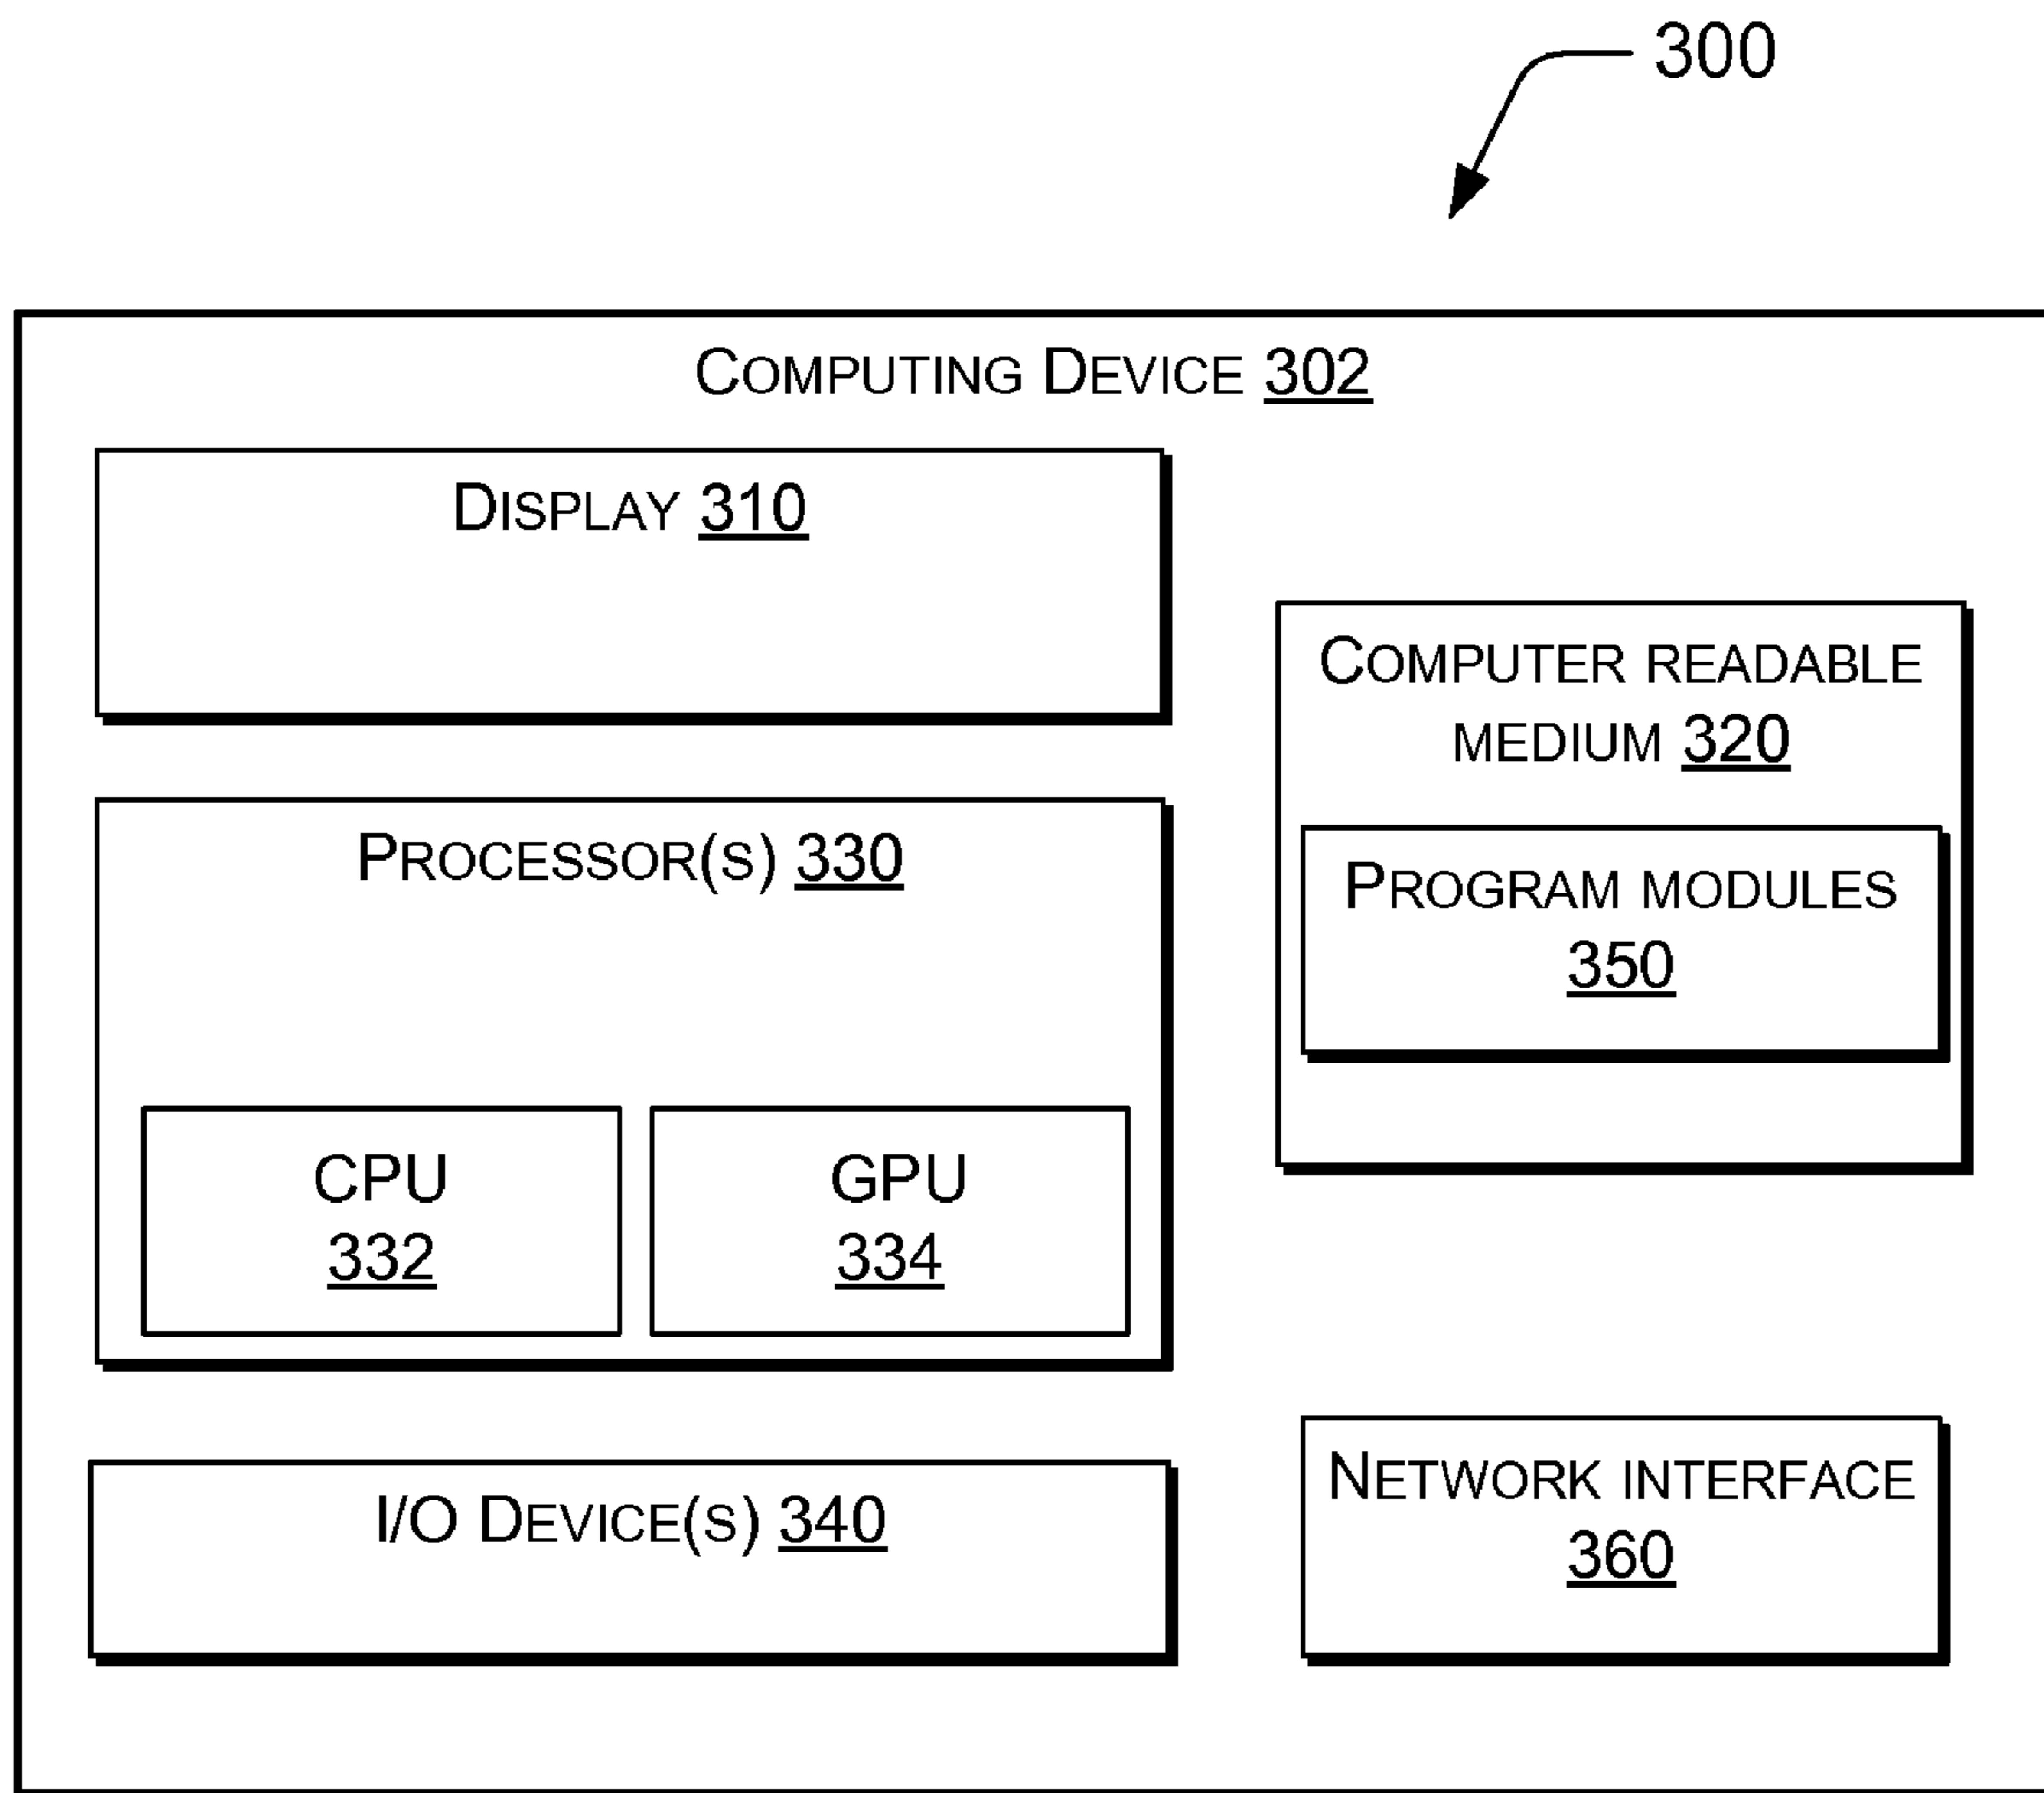 300
Computing Device 302
Display 310
Processor(s) 330
CPU
332
GPU
334
I/O Device(s) 340
Computer readable
medium 320
Program modules
350
Network interface
360